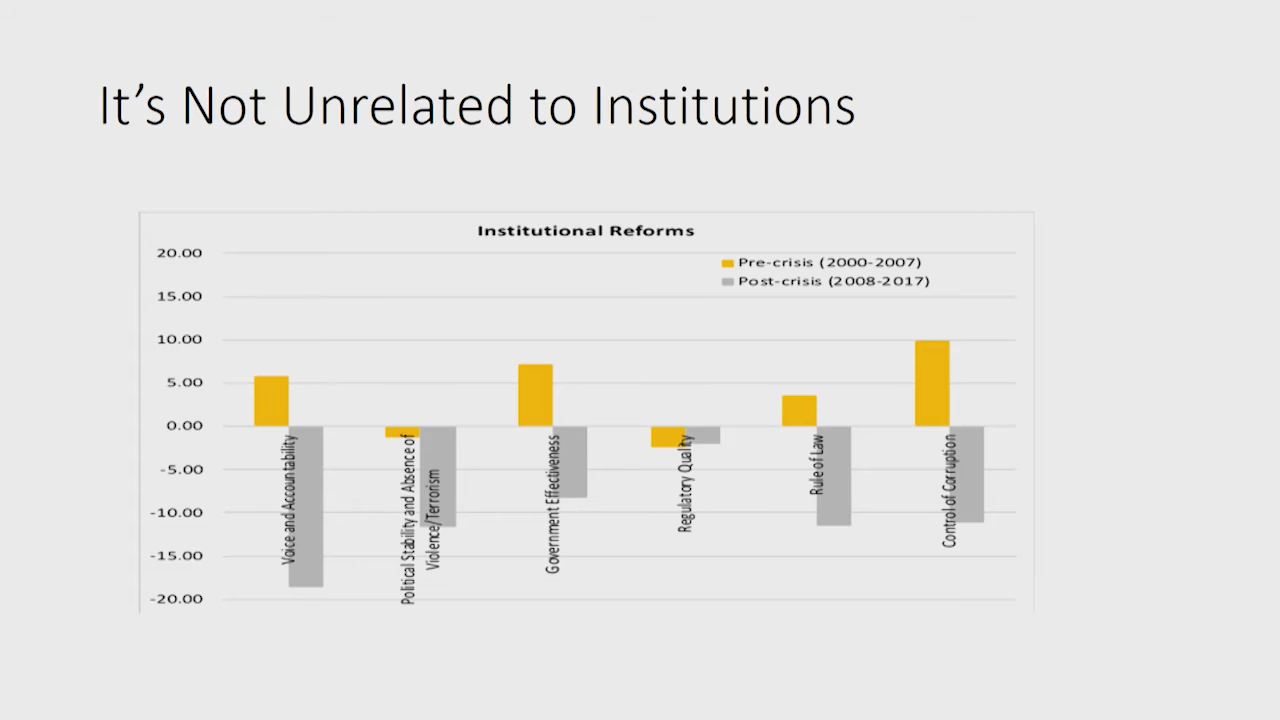 It's Not Unrelated to Institutions
Institutional Reforms
Pre-crisis (2000-2007)
Post-crisis (2008-2017)
20.00
15.00
10.00
5.00
0.00
-5.00
-10.00
-15.00
-20.00
Voice and Accountability
Political Stability and Absence of
Violence/Terrorism
Government Effectiveness
Regulatory Quality
Rule of Law
Control of Corruption